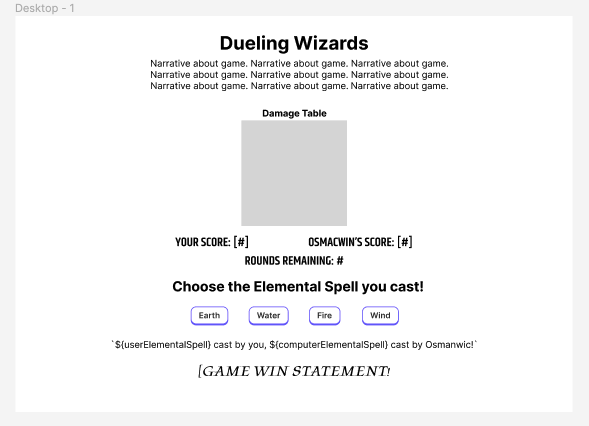 Desktop - 1
Dueling Wizards
Narrative about game. Narrative about game. Narrative about game.
Narrative about game. Narrative about game. Narrative about game.
Narrative about game. Narrative about game. Narrative about game.
Damage Table
YOUR SCORE: [#] OSMACWIN'S SCORE: [#]
ROUNDS REMAINING: #
Choose the Elemental Spell you cast!
Earth Water Fire Wind
`${userElementalSpell} cast by you, ${computerElementalSpell} cast by Osmanwic!`
[GAME WIN STATEMENT!